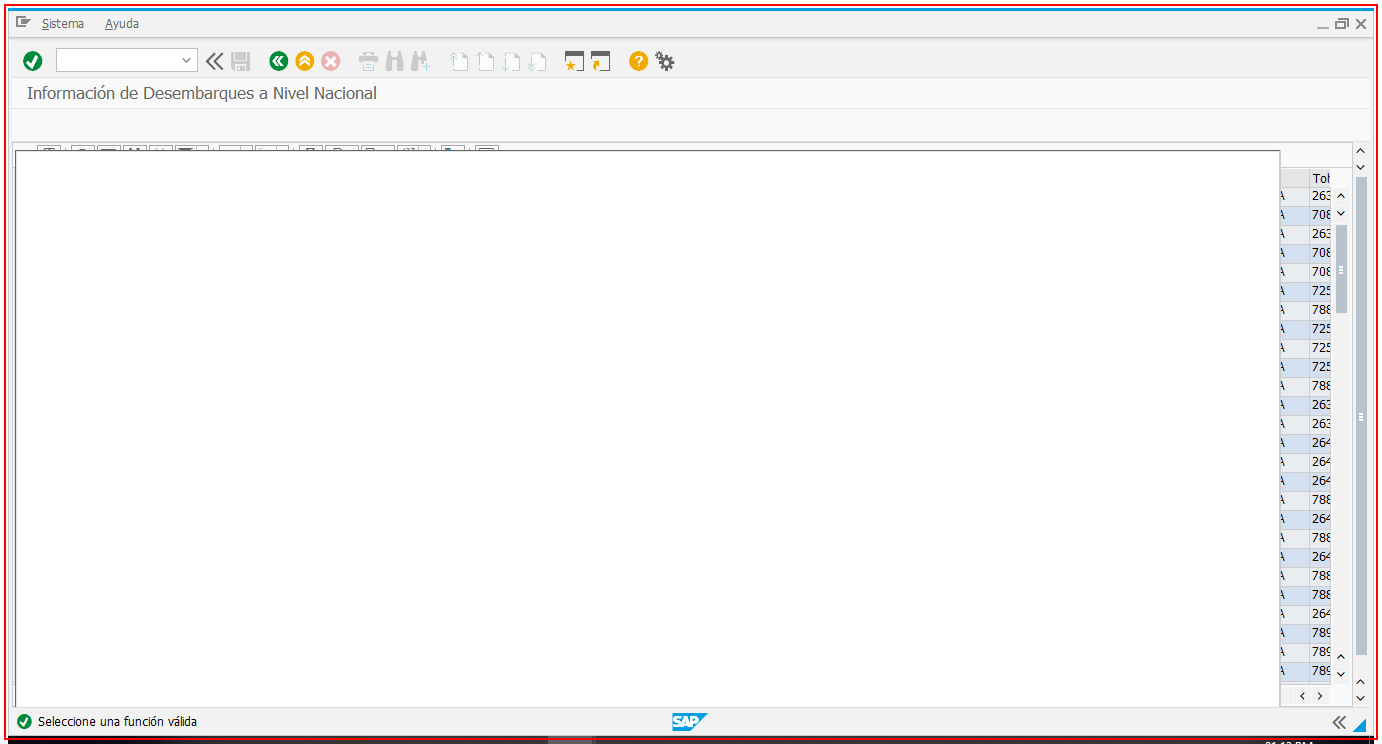 Sistema Ayuda
Información de Desembarques a Nivel Nacional
A 263
A 708
A 263
A 708
A 708
A 725
A 788
A 725
A 725
A 725
A 788
A 263
A 263
A 264
A 264
A 264
A 788
A 264
A 788
A 264
A 788
A 788
A 264
A 789
A 789
A 789
Seleccione una función válida
SAP